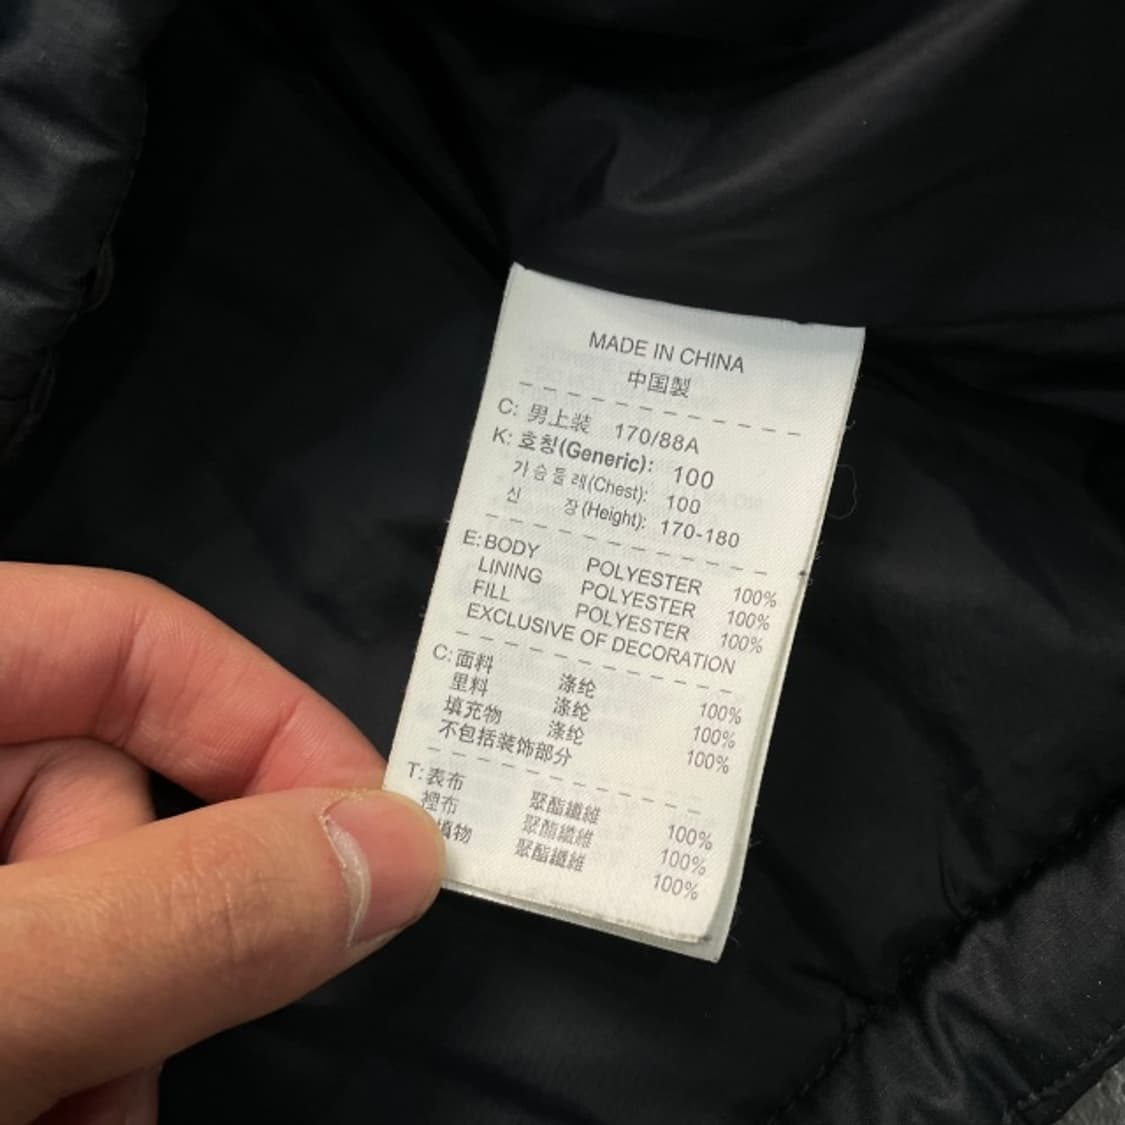 MADE IN CHINA
中国製
C: 男上装 170/88A
K: 호칭(Generic): 100
가슴둘레(Chest): 100
신 장(Height): 170-180
E: BODY POLYESTER 100%
LINING POLYESTER 100%
FILL POLYESTER 100%
EXCLUSIVE OF DECORATION
C: 面料 涤纶 100%
里料 涤纶 100%
填充物 涤纶 100%
不包括装饰部分
T: 表布 聚酯纖維 100%
裡布 聚酯纖維 100%
填物 聚酯纖維 100%